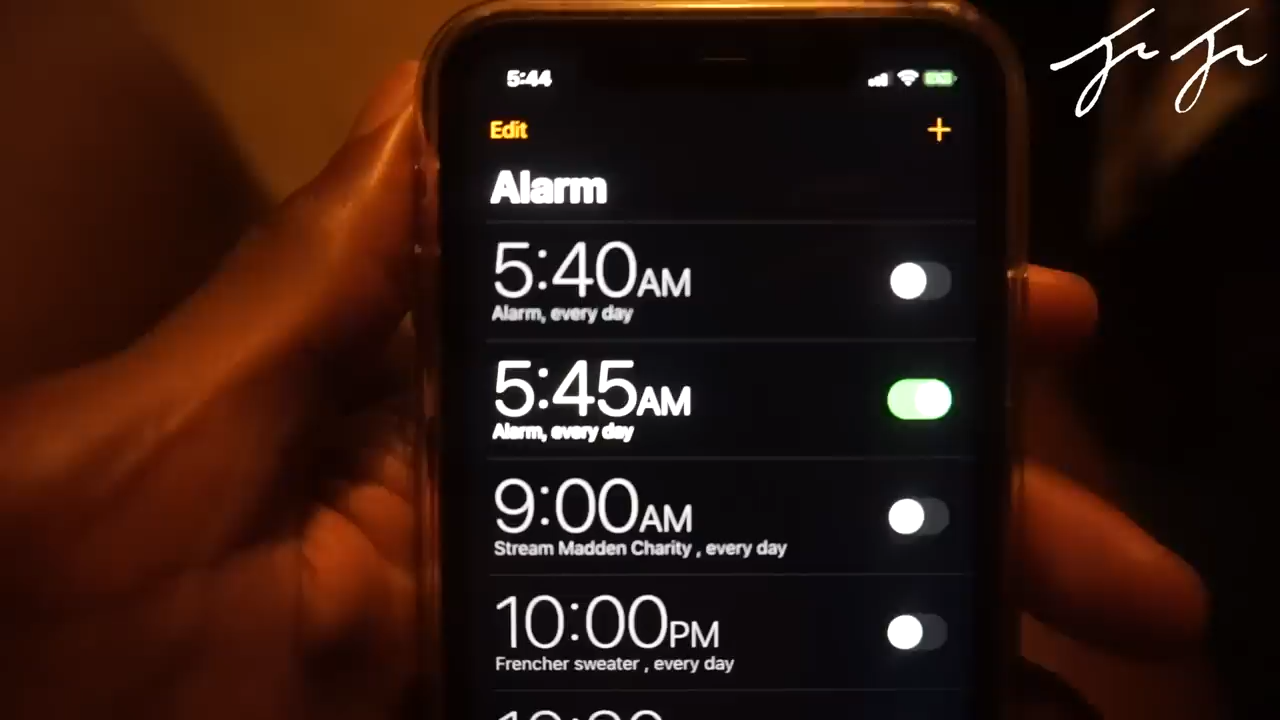 5:44
Edit +
Alarm
5:40AM
Alarm, every day
5:45AM
Alarm, every day
9:00AM
Stream Madden Charity , every day
10:00PM
Frencher sweater , every day